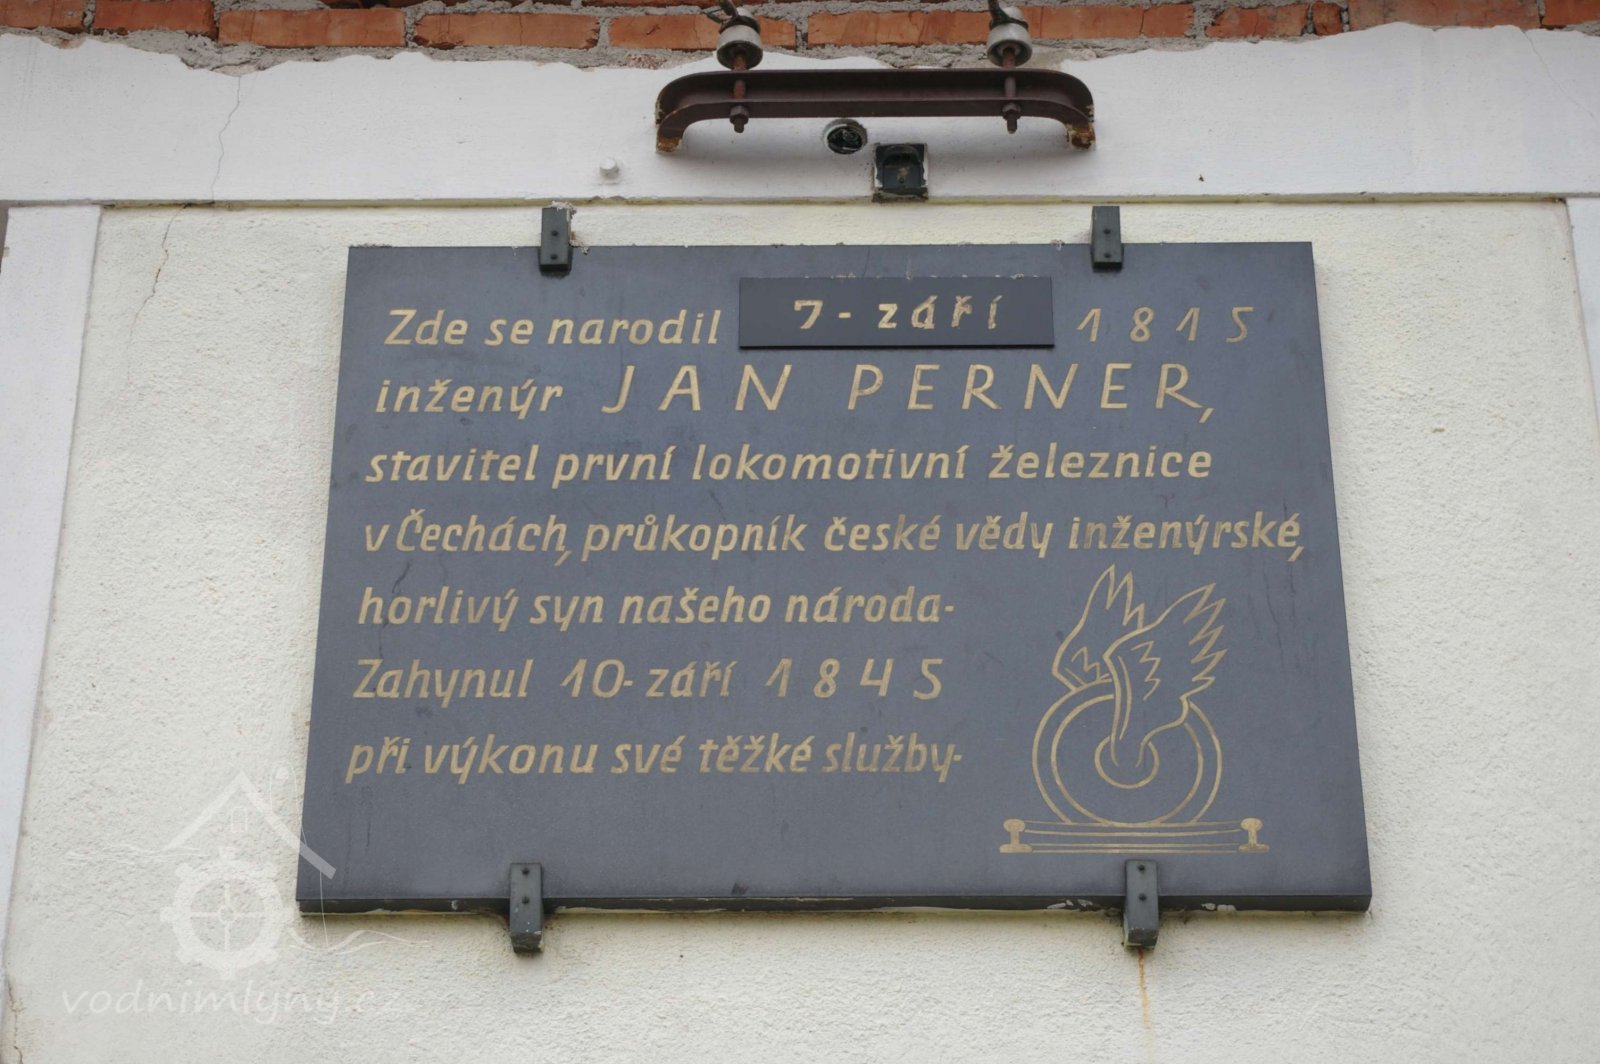 Zde se narodil 7- září 1815
inženýr JAN PERNER,
stavitel první lokomotivní železnice
v Čechách, průkopník české vědy inženýrské,
horlivý syn našeho národa-
Zahynul 10- září 1845
při výkonu své těžké služby-
vodnimlyny.cz